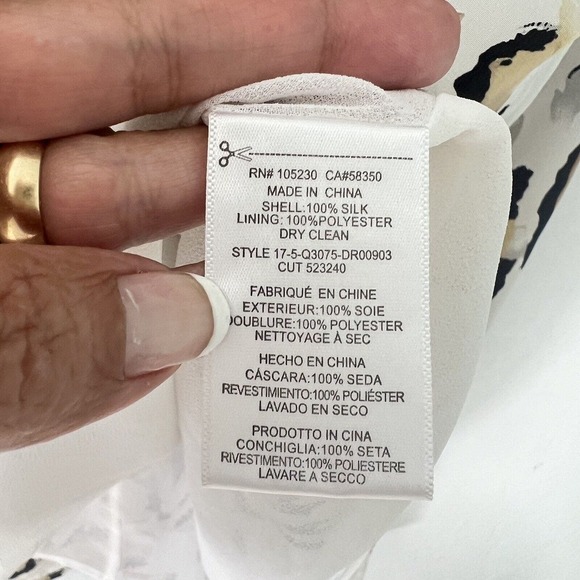 RN# 105230 CA#58350
MADE IN CHINA
SHELL:100% SILK
LINING: 100%POLYESTER
DRY CLEAN
STYLE 17-5-Q3075-DR00903
CUT 523240
FABRIQUÉ EN CHINE
EXTERIEUR:100% SOIE
DOUBLURE:100% POLYESTER
NETTOYAGE À SEC
HECHO EN CHINA
CÁSCARA:100% SEDA
REVESTIMIENTO:100% POLIÉSTER
LAVADO EN SECO
PRODOTTO IN CINA
CONCHIGLIA:100% SETA
RIVESTIMENTO:100% POLIESTERE
LAVARE A SECCO